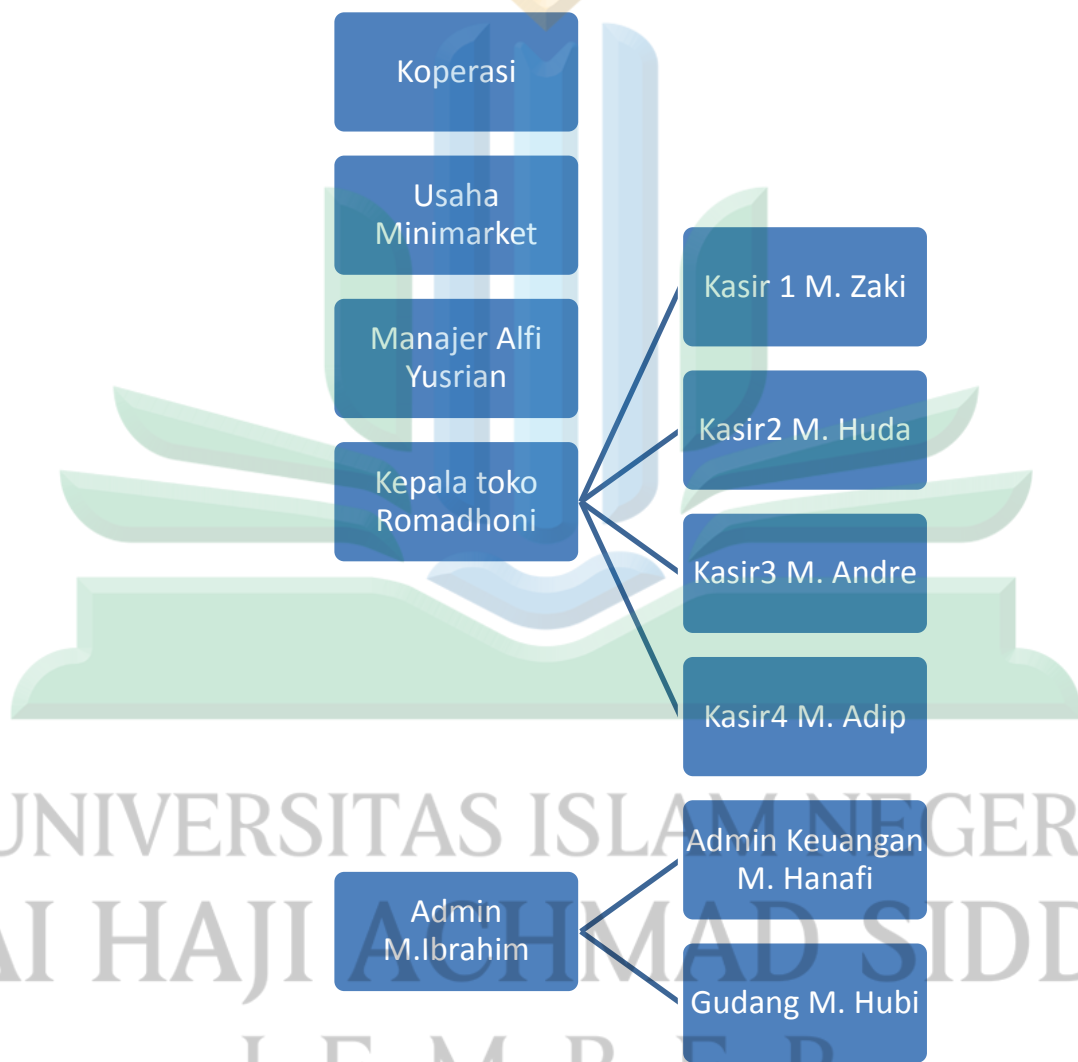 Koperasi
Usaha
Minimarket
Manajer Alfi
Yusrian
Kepala toko
Romadhoni
Kasir 1 M. Zaki
Kasir2 M. Huda
Kasir3 M. Andre
Kasir4 M. Adip
Admin
M.Ibrahim
Admin Keuangan
M. Hanafi
Gudang M. Hubi
UNIVERSITAS ISLAM NEGER
AI HAJI ACHMAD SIDD
J E M B E R